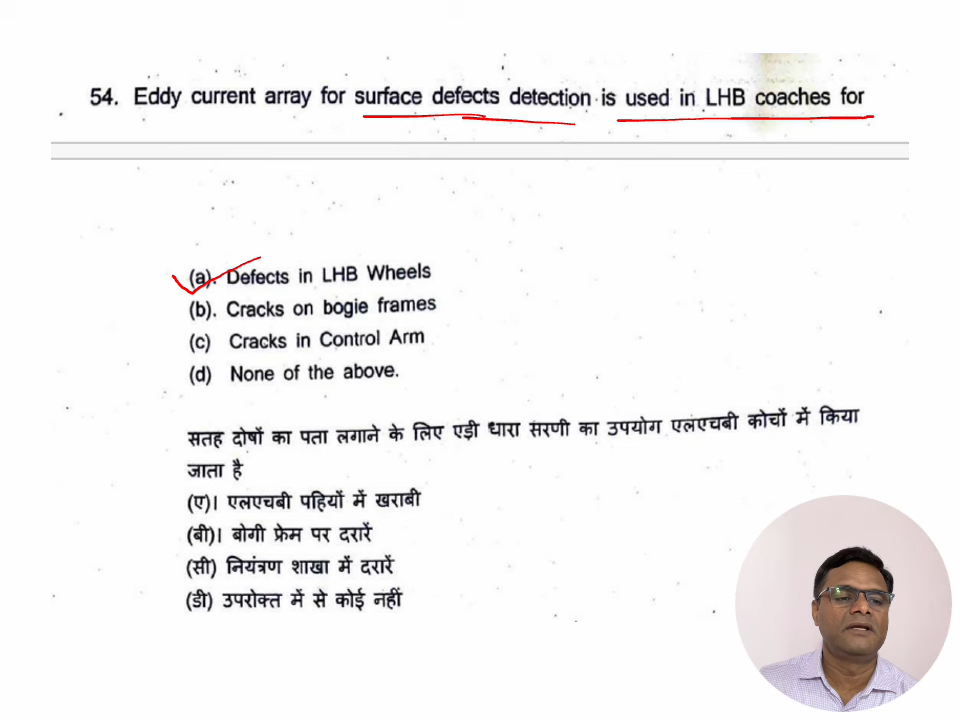 54. Eddy current array for surface defects detection is used in LHB coaches for
(a). Defects in LHB Wheels
(b). Cracks on bogie frames
(c) Cracks in Control Arm
(d) None of the above.
सतह दोषों का पता लगाने के लिए एड़ी धारा सरणी का उपयोग एलएचबी कोचों में किया
जाता है
(ए)। एलएचबी पहियों में खराबी
(बी)। बोगी फ्रेम पर दरारें
(सी) नियंत्रण शाखा में दरारें
(डी) उपरोक्त में से कोई नहीं